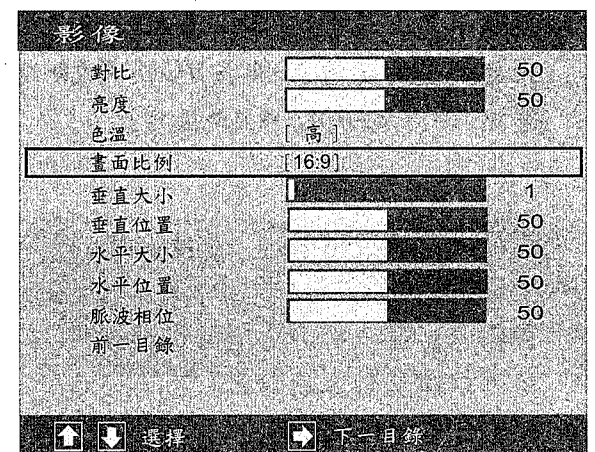 影像
對比 50
亮度 50
色溫 [ 高 ]
畫面比例 [16:9]
垂直大小 1
垂直位置 50
水平大小 50
水平位置 50
脈波相位 50
前一目錄
選擇 下一目錄